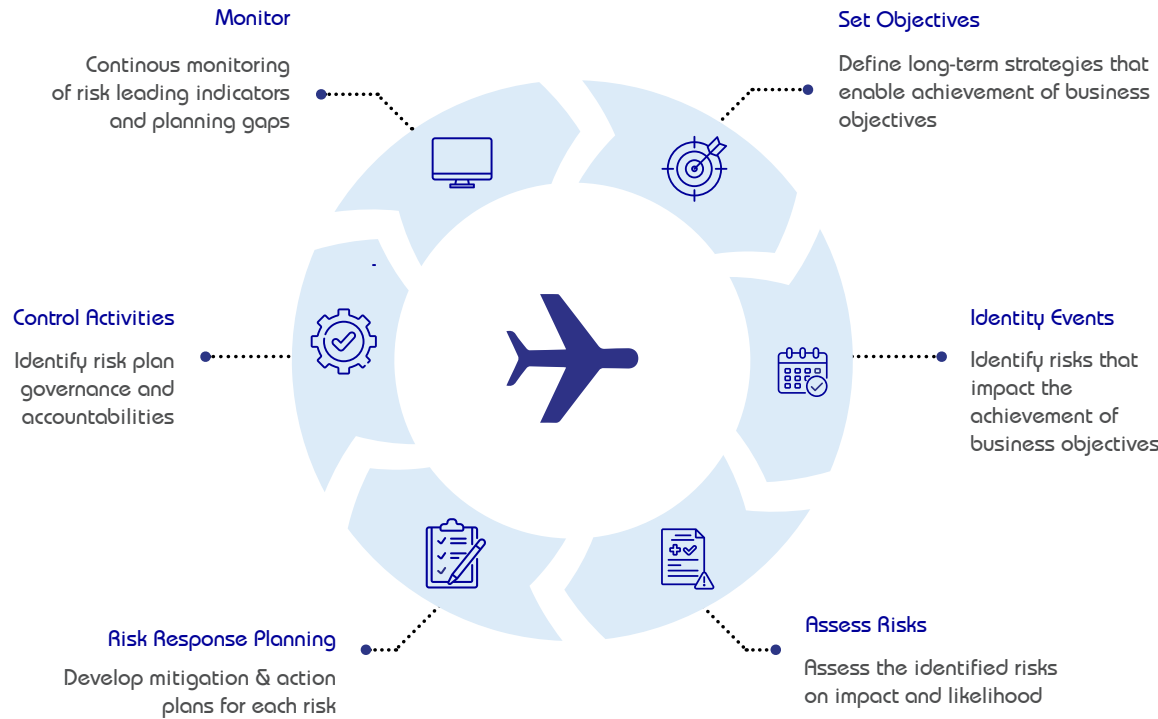 Monitor
Continous monitoring
of risk leading indicators
and planning gaps
Set Objectives
Define long-term strategies that
enable achievement of business
objectives
Control Activities
Identify risk plan
governance and
accountabilities
Identity Events
Identify risks that
impact the
achievement of
business objectives
Risk Response Planning
Develop mitigation & action
plans for each risk
Assess Risks
Assess the identified risks
on impact and likelihood